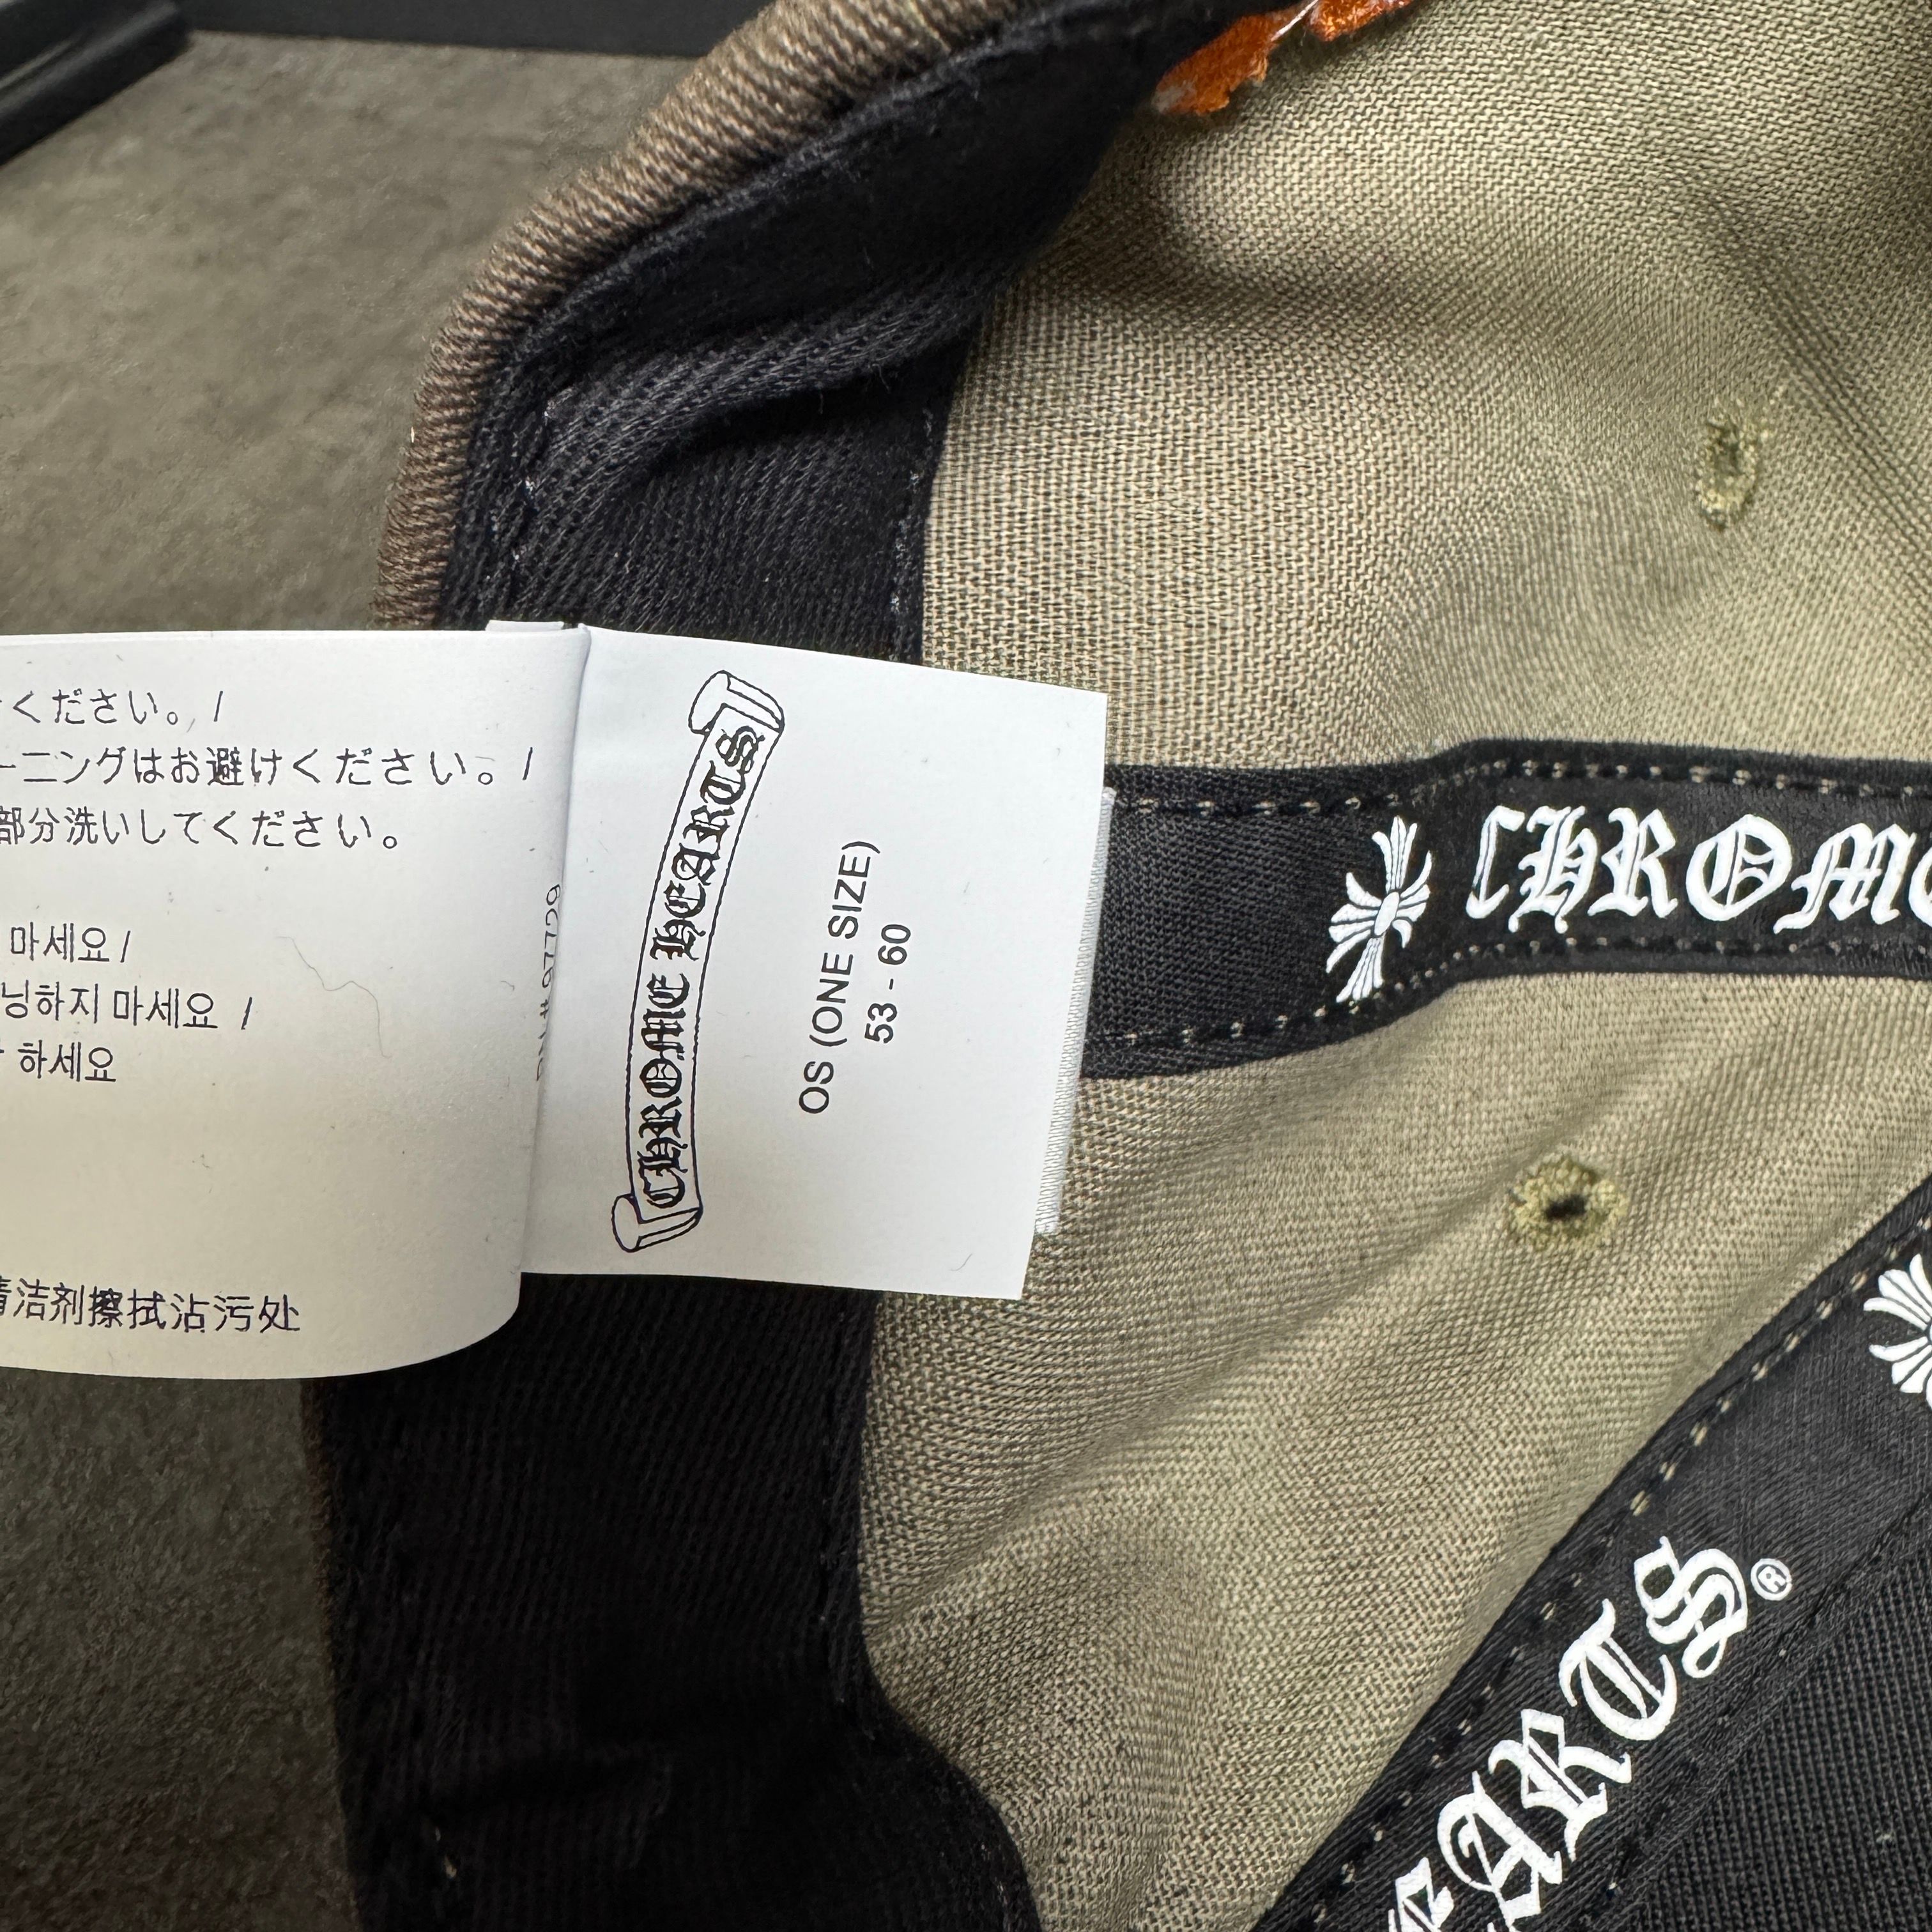 ください。/
ーニングはお避けください。/
部分洗いしてください。
마세요/
닝하지 마세요 /
하세요
洁剂擦拭沾污处
CHROME HEARTS
OS (ONE SIZE)
53 - 60
CHROME
HEARTS®